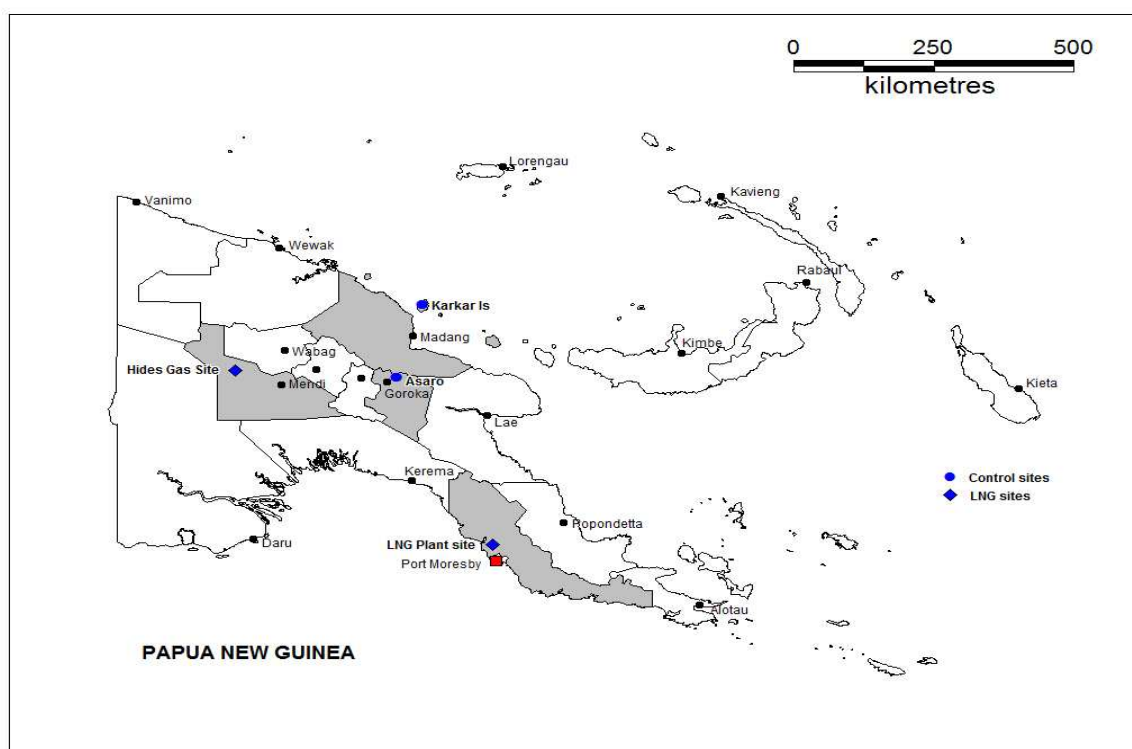 0 250 500
kilometres
Lorengau
Vanimo
Kavieng
Wewak
Rabaul
Karkar Is
Madang
Wabag
Kimbe
Hides Gas Site
Mendi
Asaro
Goroka
Kieta
Lae
Kerema
Control sites
LNG sites
Popondetta
Daru
LNG Plant site
Port Moresby
Alotau
PAPUA NEW GUINEA